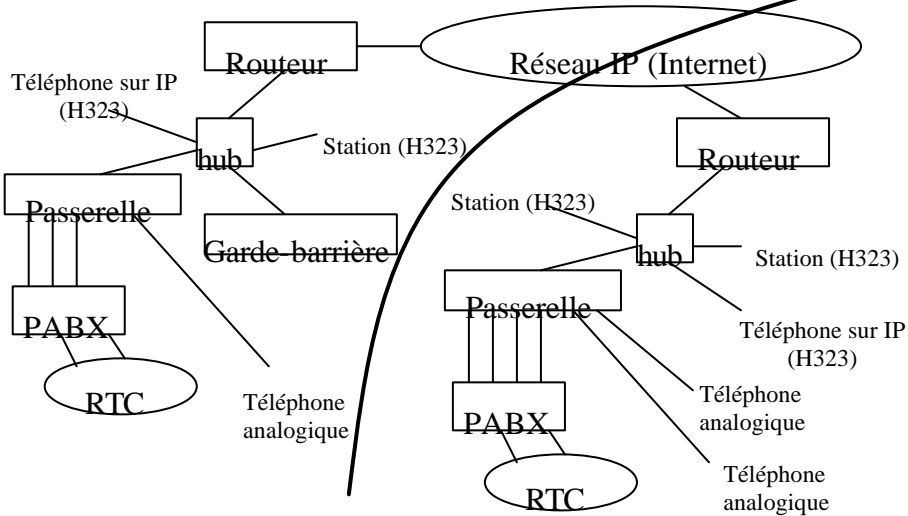 Routeur
Réseau IP (Internet)
Téléphone sur IP
(H323)
hub
Station (H323)
Passerelle
Garde-barrière
PABX
RTC
Téléphone
analogique
Routeur
Station (H323)
hub
Station (H323)
Passerelle
Téléphone sur IP
(H323)
PABX
Téléphone
analogique
RTC
Téléphone
analogique